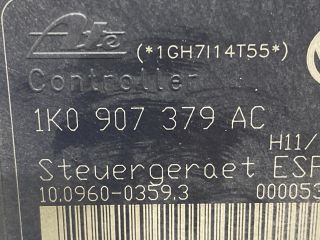 Ate (*1GH7I14T55*)
Controller
1K0 907 379 AC
H11/
Steuergeraet ESP
10.0960-0359.3 000053